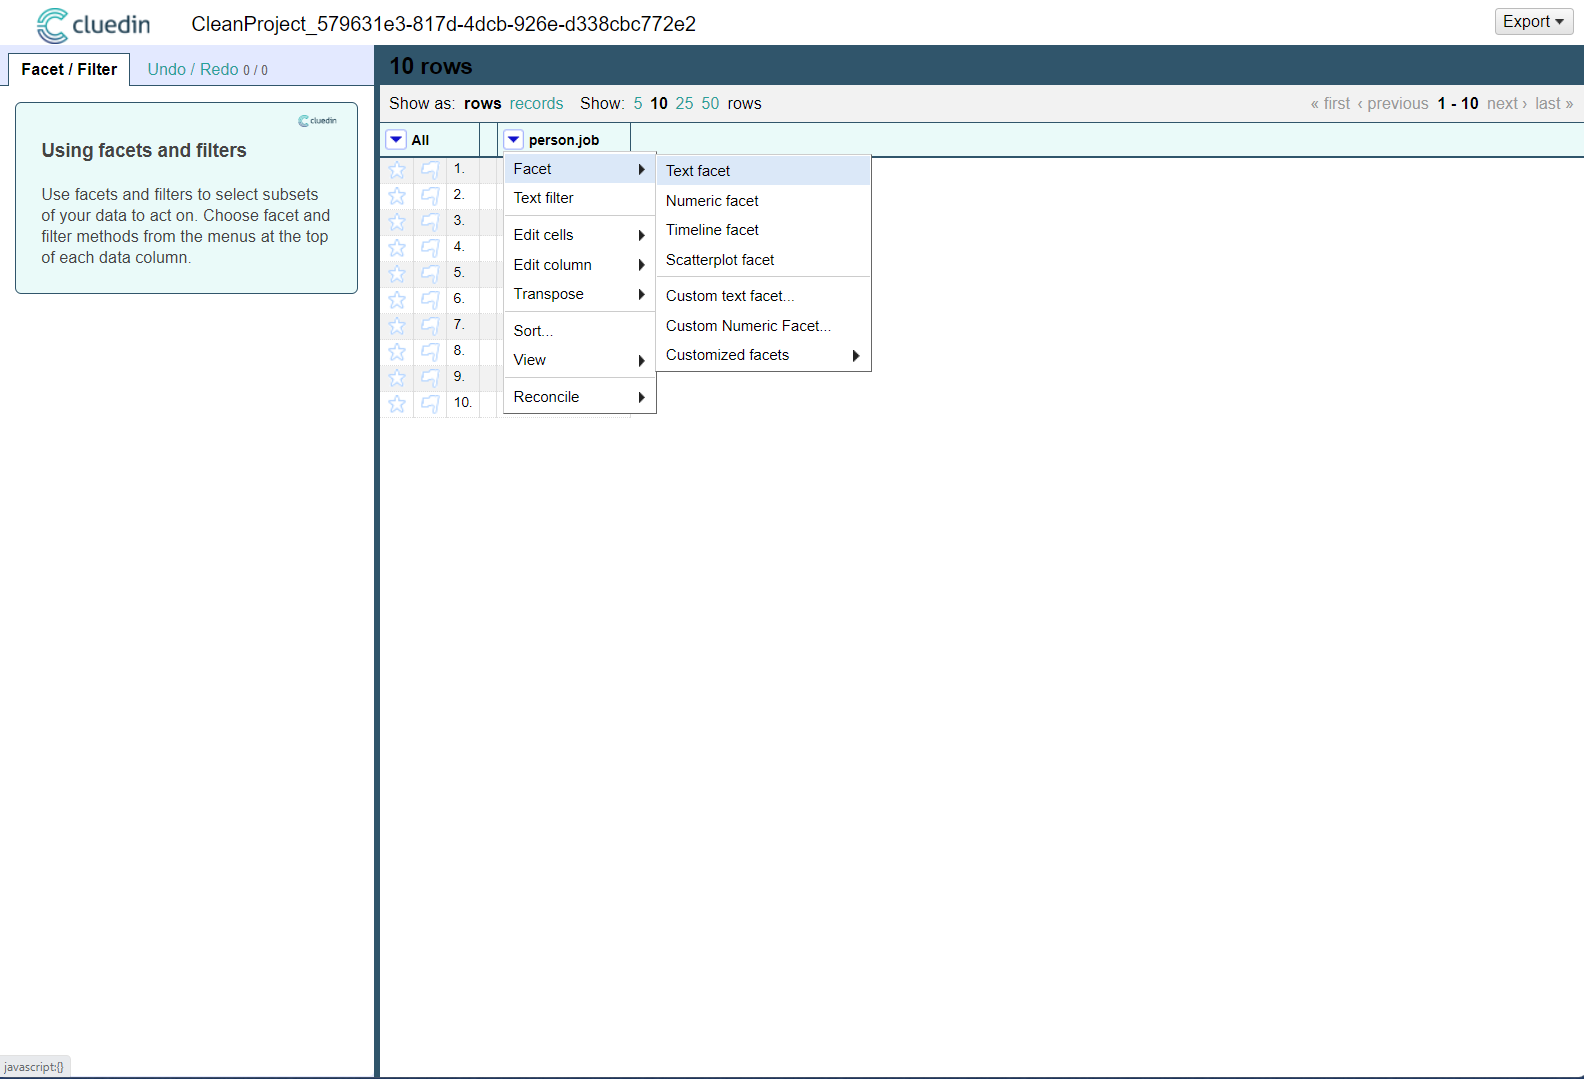 cluedin
CleanProject_579631e3-817d-4dcb-926e-d338cbc772e2
Export
Facet / Filter
Undo / Redo 0 / 0
cluedin
Using facets and filters
Use facets and filters to select subsets
of your data to act on. Choose facet and
filter methods from the menus at the top
of each data column.
10 rows
Show as: rows records Show: 5 10 25 50 rows
« first ‹ previous 1 - 10 next › last »
All
person.job
1.
2.
3.
4.
5.
6.
7.
8.
9.
10.
Facet
Text filter
Edit cells
Edit column
Transpose
Sort...
View
Reconcile
Text facet
Numeric facet
Timeline facet
Scatterplot facet
Custom text facet...
Custom Numeric Facet...
Customized facets
javascript:{}